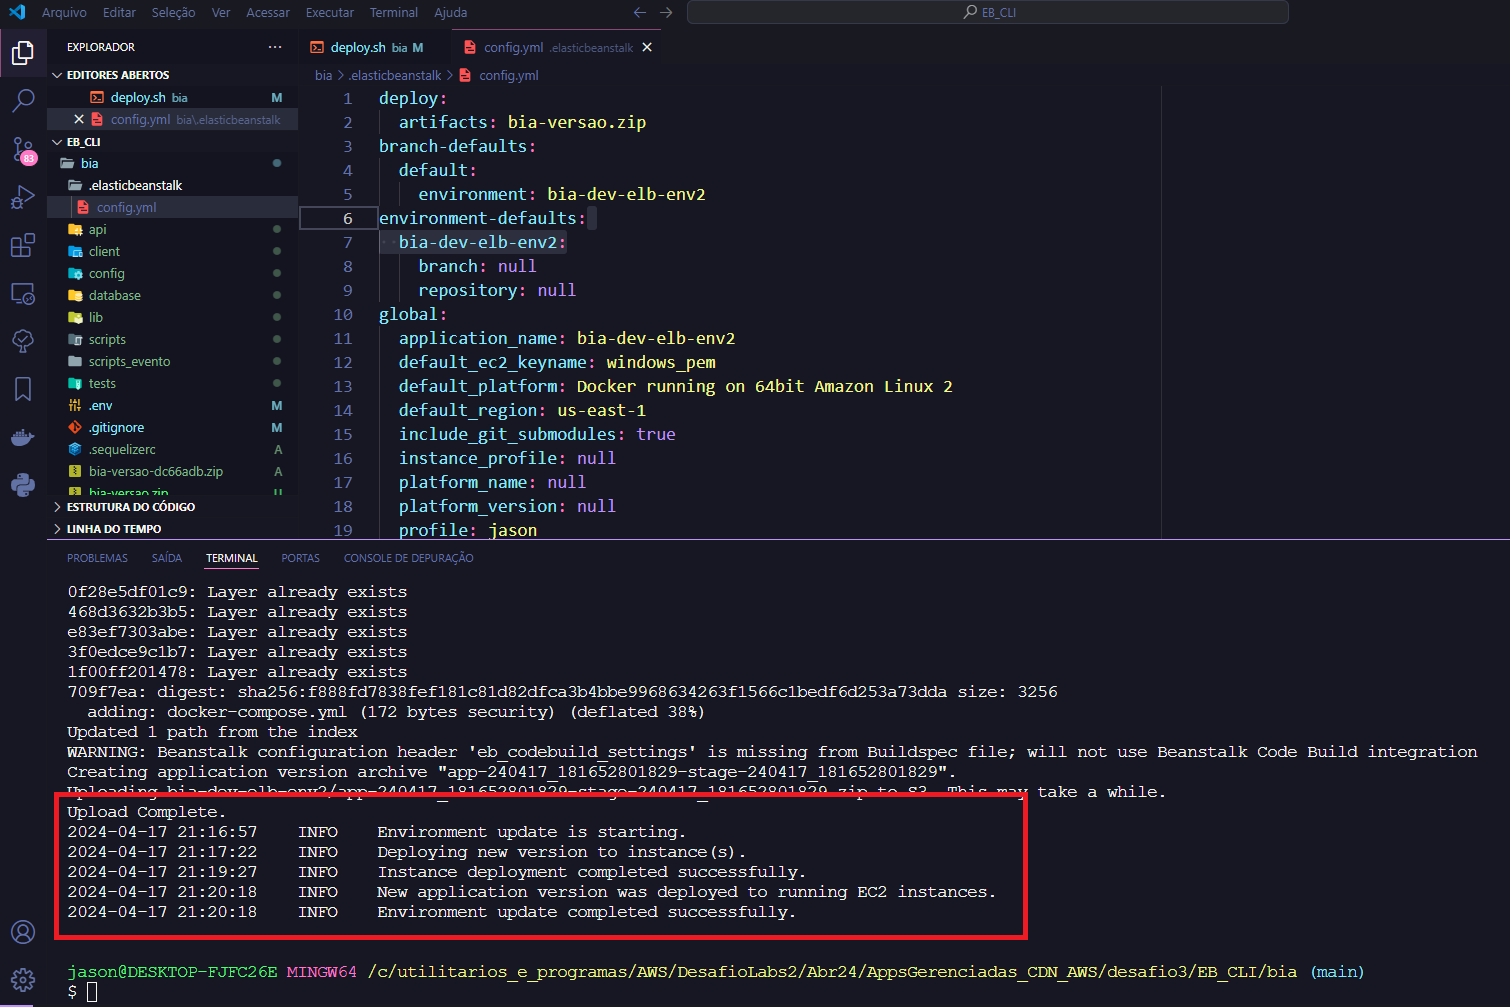 Arquivo Editar Seleção Ver Acessar Executar Terminal Ajuda
EB_CLI
EXPLORADOR
deploy.sh bia M
config.yml .elasticbeanstalk
EDITORES ABERTOS
deploy.sh bia M
config.yml bia\.elasticbeanstalk
EB_CLI
bia
.elasticbeanstalk
config.yml
api
client
config
database
lib
scripts
scripts_evento
tests
.env M
.gitignore M
.sequelizerc A
bia-versao-dc66adb.zip A
bia-versao.zip U
ESTRUTURA DO CÓDIGO
LINHA DO TEMPO
83
bia > .elasticbeanstalk > config.yml
1 deploy:
2 artifacts: bia-versao.zip
3 branch-defaults:
4 default:
5 environment: bia-dev-elb-env2
6 environment-defaults:
7 bia-dev-elb-env2:
8 branch: null
9 repository: null
10 global:
11 application_name: bia-dev-elb-env2
12 default_ec2_keyname: windows_pem
13 default_platform: Docker running on 64bit Amazon Linux 2
14 default_region: us-east-1
15 include_git_submodules: true
16 instance_profile: null
17 platform_name: null
18 platform_version: null
19 profile: jason
PROBLEMAS SAÍDA TERMINAL PORTAS CONSOLE DE DEPURAÇÃO
0f28e5df01c9: Layer already exists
468d3632b3b5: Layer already exists
e83ef7303abe: Layer already exists
3f0edce9c1b7: Layer already exists
1f00ff201478: Layer already exists
709f7ea: digest: sha256:f888fd7838fef181c81d82dfca3b4bbe9968634263f1566c1bedf6d253a73dda size: 3256
adding: docker-compose.yml (172 bytes security) (deflated 38%)
Updated 1 path from the index
WARNING: Beanstalk configuration header 'eb_codebuild_settings' is missing from Buildspec file; will not use Beanstalk Code Build integration
Creating application version archive "app-240417_181652801829-stage-240417_181652801829".
Uploading bia-dev-elb-env2/app-240417_181652801829-stage-240417_181652801829.zip to S3. This may take a while.
Upload Complete.
2024-04-17 21:16:57 INFO Environment update is starting.
2024-04-17 21:17:22 INFO Deploying new version to instance(s).
2024-04-17 21:19:27 INFO Instance deployment completed successfully.
2024-04-17 21:20:18 INFO New application version was deployed to running EC2 instances.
2024-04-17 21:20:18 INFO Environment update completed successfully.
jason@DESKTOP-FJFC26E MINGW64 /c/utilitarios_e_programas/AWS/DesafioLabs2/Abr24/AppsGerenciadas_CDN_AWS/desafio3/EB_CLI/bia (main)
$